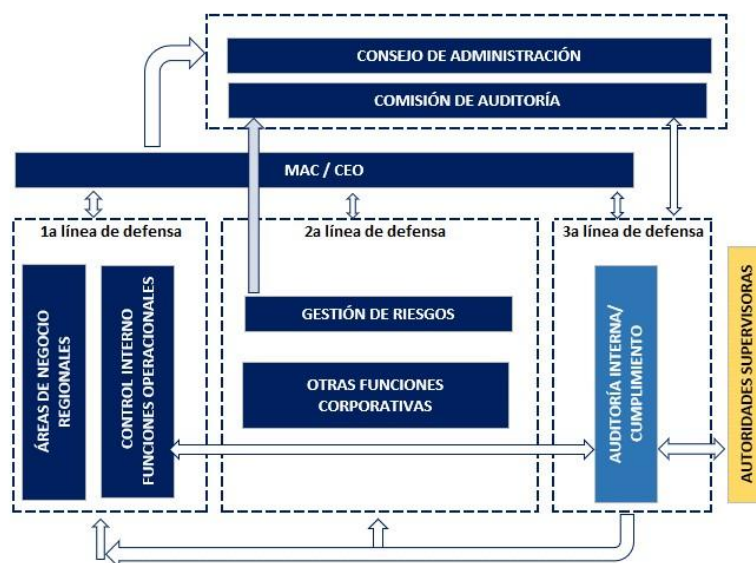 CONSEJO DE ADMINISTRACIÓN
COMISIÓN DE AUDITORÍA
MAC / CEO
1a línea de defensa
2a línea de defensa
3a línea de defensa
ÁREAS DE NEGOCIO
REGIONALES
CONTROL INTERNO
FUNCIONES OPERACIONALES
GESTIÓN DE RIESGOS
OTRAS FUNCIONES
CORPORATIVAS
AUDITORÍA INTERNA/
CUMPLIMIENTO
AUTORIDADES SUPERVISORAS